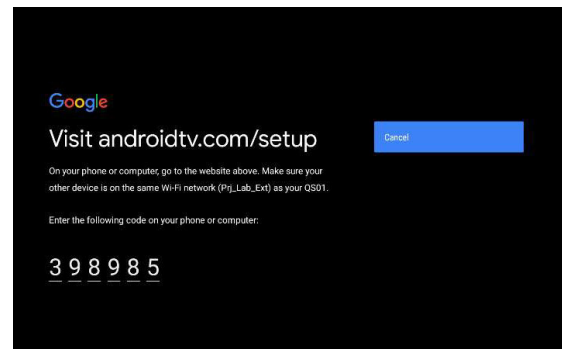 Google
Visit androidtv.com/setup
Cancel
On your phone or computer, go to the website above. Make sure your
other device is on the same Wi-Fi network (Prj_Lab_Ext) as your QS01.
Enter the following code on your phone or computer:
398985